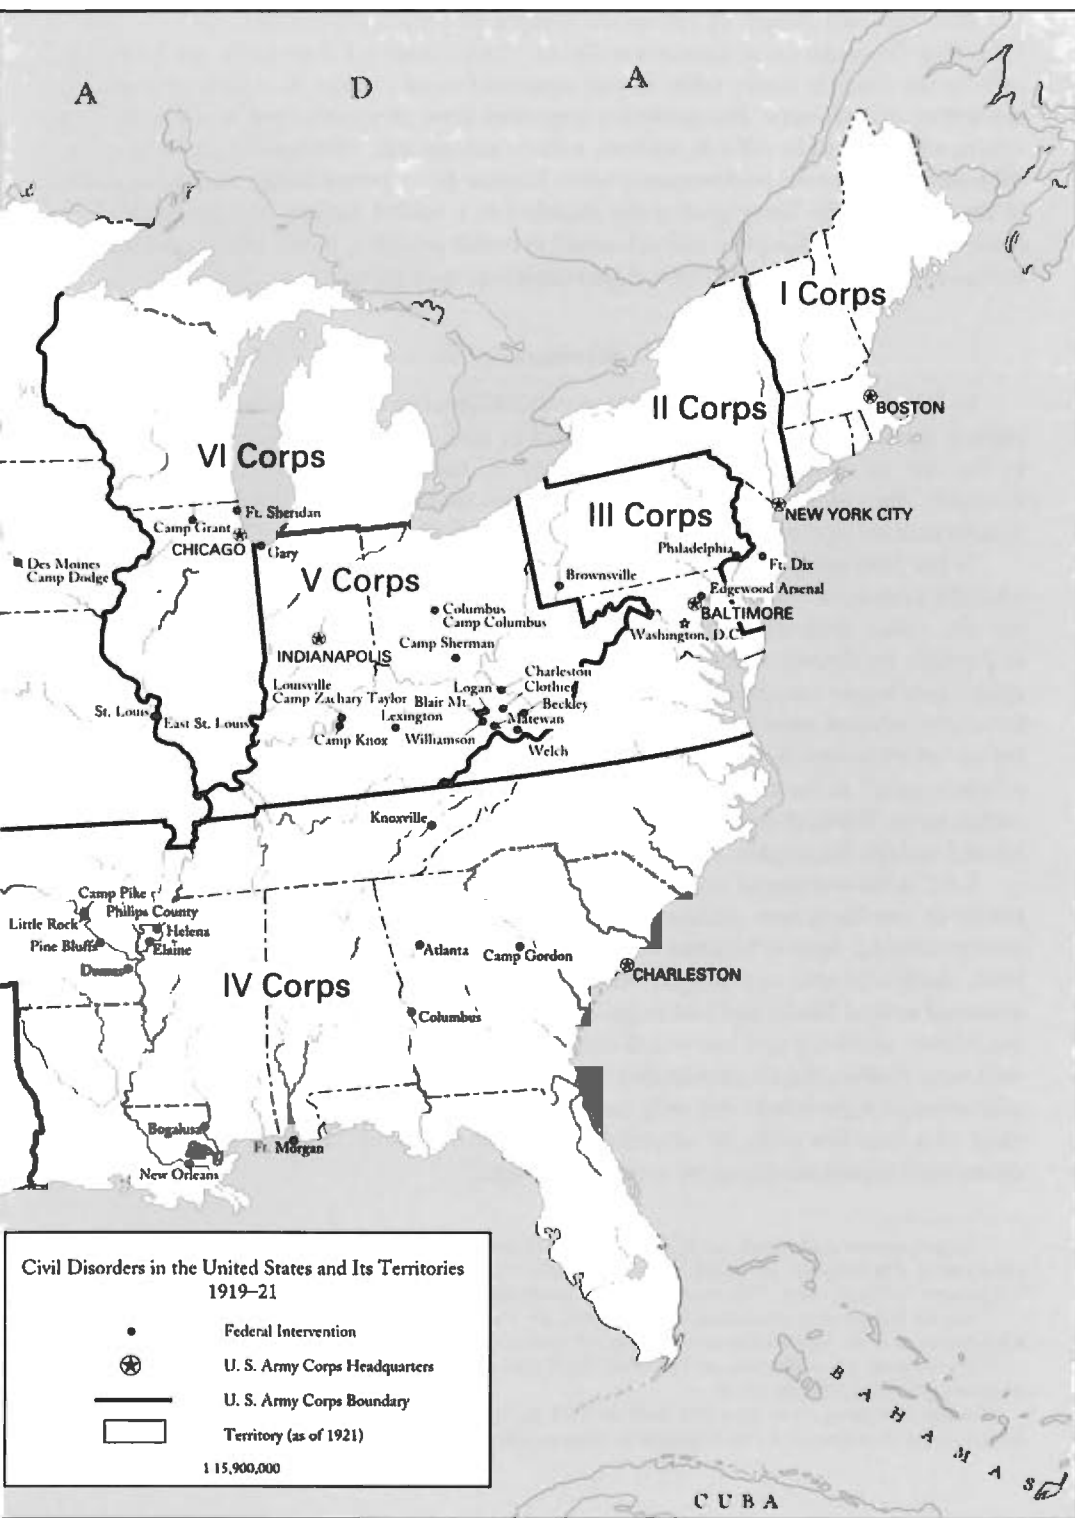 A D A
I Corps
II Corps
BOSTON
VI Corps
Ft. Sheridan
Camp Grant
CHICAGO
Gary
III Corps
NEW YORK CITY
Philadelphia
Ft. Dix
Des Moines
Camp Dodge
V Corps
Brownsville
Edgewood Arsenal
BALTIMORE
Washington, D.C.
Columbus
Camp Columbus
Camp Sherman
INDIANAPOLIS
Charleston
Clothier
Logan
Beckley
Louisville
Camp Zachary Taylor
Blair Mt.
Lexington
Matewan
Camp Knox
Williamson
Welch
St. Louis
East St. Louis
Knoxville
Camp Pike
Philips County
Little Rock
Helena
Pine Bluffs
Elaine
Dumas
Atlanta
Camp Gordon
CHARLESTON
IV Corps
Columbus
Bogalusa
Ft. Morgan
New Orleans
Civil Disorders in the United States and Its Territories
1919–21
Federal Intervention
U. S. Army Corps Headquarters
U. S. Army Corps Boundary
Territory (as of 1921)
1 15,900,000
BAHAMAS
CUBA